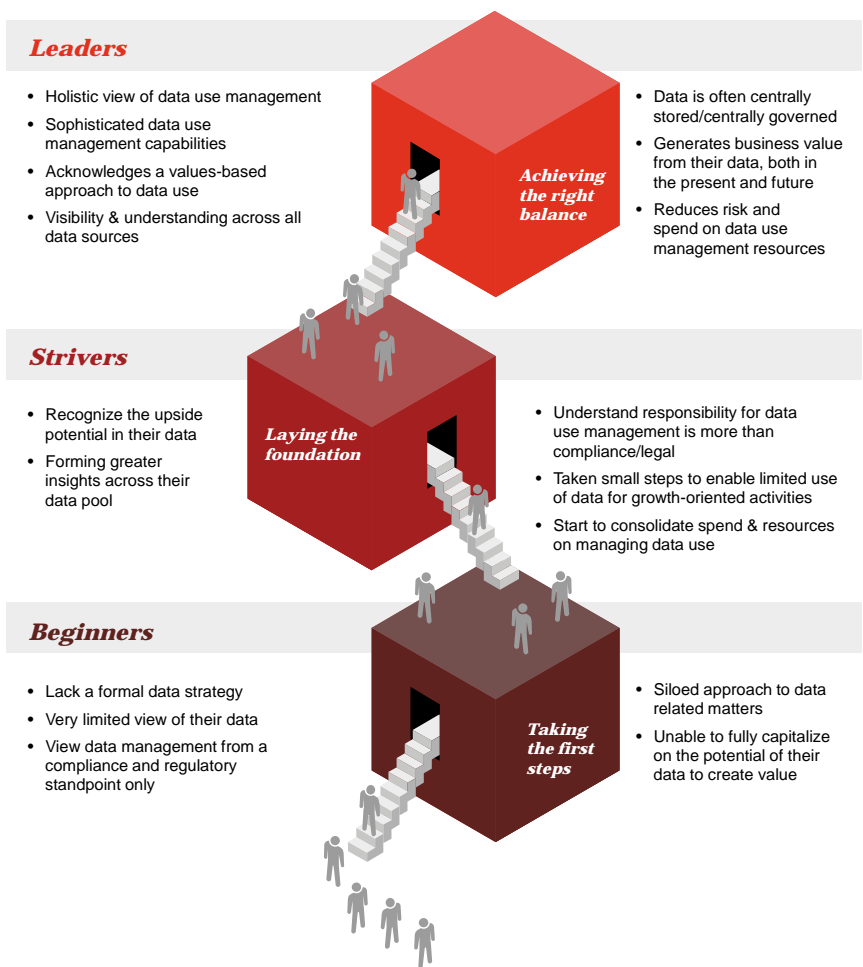 Leaders
• Holistic view of data use management
• Sophisticated data use
management capabilities
• Acknowledges a values-based
approach to data use
• Visibility & understanding across all
data sources
Achieving
the right
balance
• Data is often centrally
stored/centrally governed
• Generates business value
from their data, both in
the present and future
• Reduces risk and
spend on data use
management resources
Strivers
• Recognize the upside
potential in their data
• Forming greater
insights across their
data pool
Laying the
foundation
• Understand responsibility for data
use management is more than
compliance/legal
• Taken small steps to enable limited use
of data for growth-oriented activities
• Start to consolidate spend & resources
on managing data use
Beginners
• Lack a formal data strategy
• Very limited view of their data
• View data management from a
compliance and regulatory
standpoint only
Taking
the first
steps
• Siloed approach to data
related matters
• Unable to fully capitalize
on the potential of their
data to create value